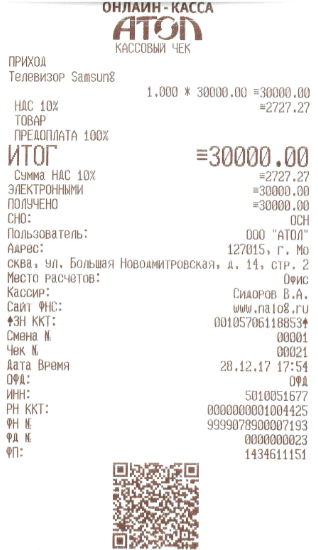 ОНЛАЙН-КАССА
АТОЛ
КАССОВЫЙ ЧЕК
ПРИХОД
Телевизор Samsung
1.000 * 30000.00 =30000.00
НДС 10% =2727.27
ТОВАР
ПРЕДОПЛАТА 100%
ИТОГ =30000.00
Сумма НДС 10% =2727.27
ЭЛЕКТРОННЫМИ =30000.00
ПОЛУЧЕНО =30000.00
СНО: ОСН
Пользователь: ООО "АТОЛ"
Адрес: 127015, г. Мо
сква, ул. Большая Новодмитровская, д. 14, стр. 2
Место расчетов: Офис
Кассир: Сидоров В.А.
Сайт ФНС: www.nalog.ru
ЗН ККТ: 00105706118853
Смена № 00001
Чек № 00021
Дата Время 28.12.17 17:54
ОФД: ОФД
ИНН: 5010051677
РН ККТ: 0000000001004425
ФН № 9999078900007193
ФД № 0000000023
ФП: 1434611151